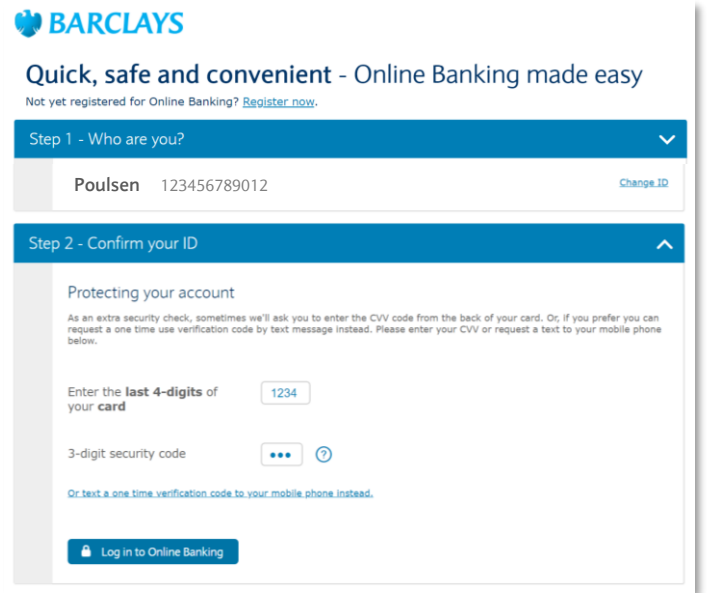 BARCLAYS
Quick, safe and convenient - Online Banking made easy
Not yet registered for Online Banking? Register now.
Step 1 - Who are you?
Poulsen 123456789012 Change ID
Step 2 - Confirm your ID
Protecting your account
As an extra security check, sometimes we'll ask you to enter the CVV code from the back of your card. Or, if you prefer you can
request a one time use verification code by text message instead. Please enter your CVV or request a text to your mobile phone
below.
Enter the last 4-digits of
your card
1234
3-digit security code ••• ?
Or text a one time verification code to your mobile phone instead.
Log in to Online Banking